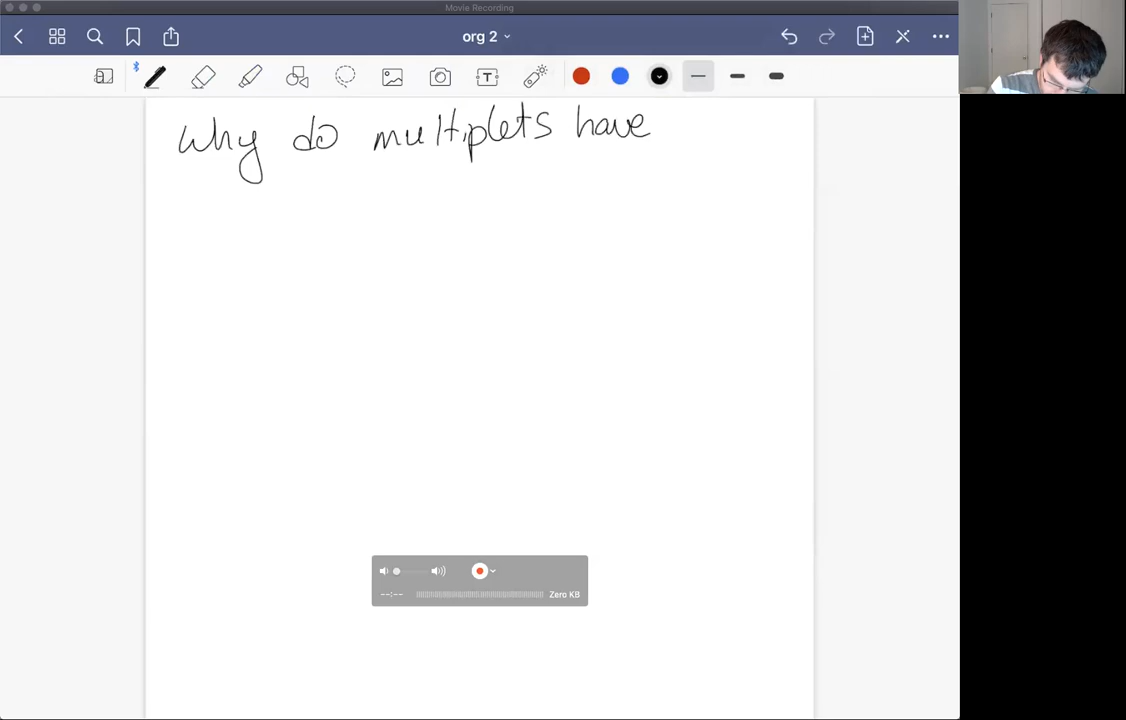 Movie Recording
org 2
T
why do multiplets have
--:--
Zero KB